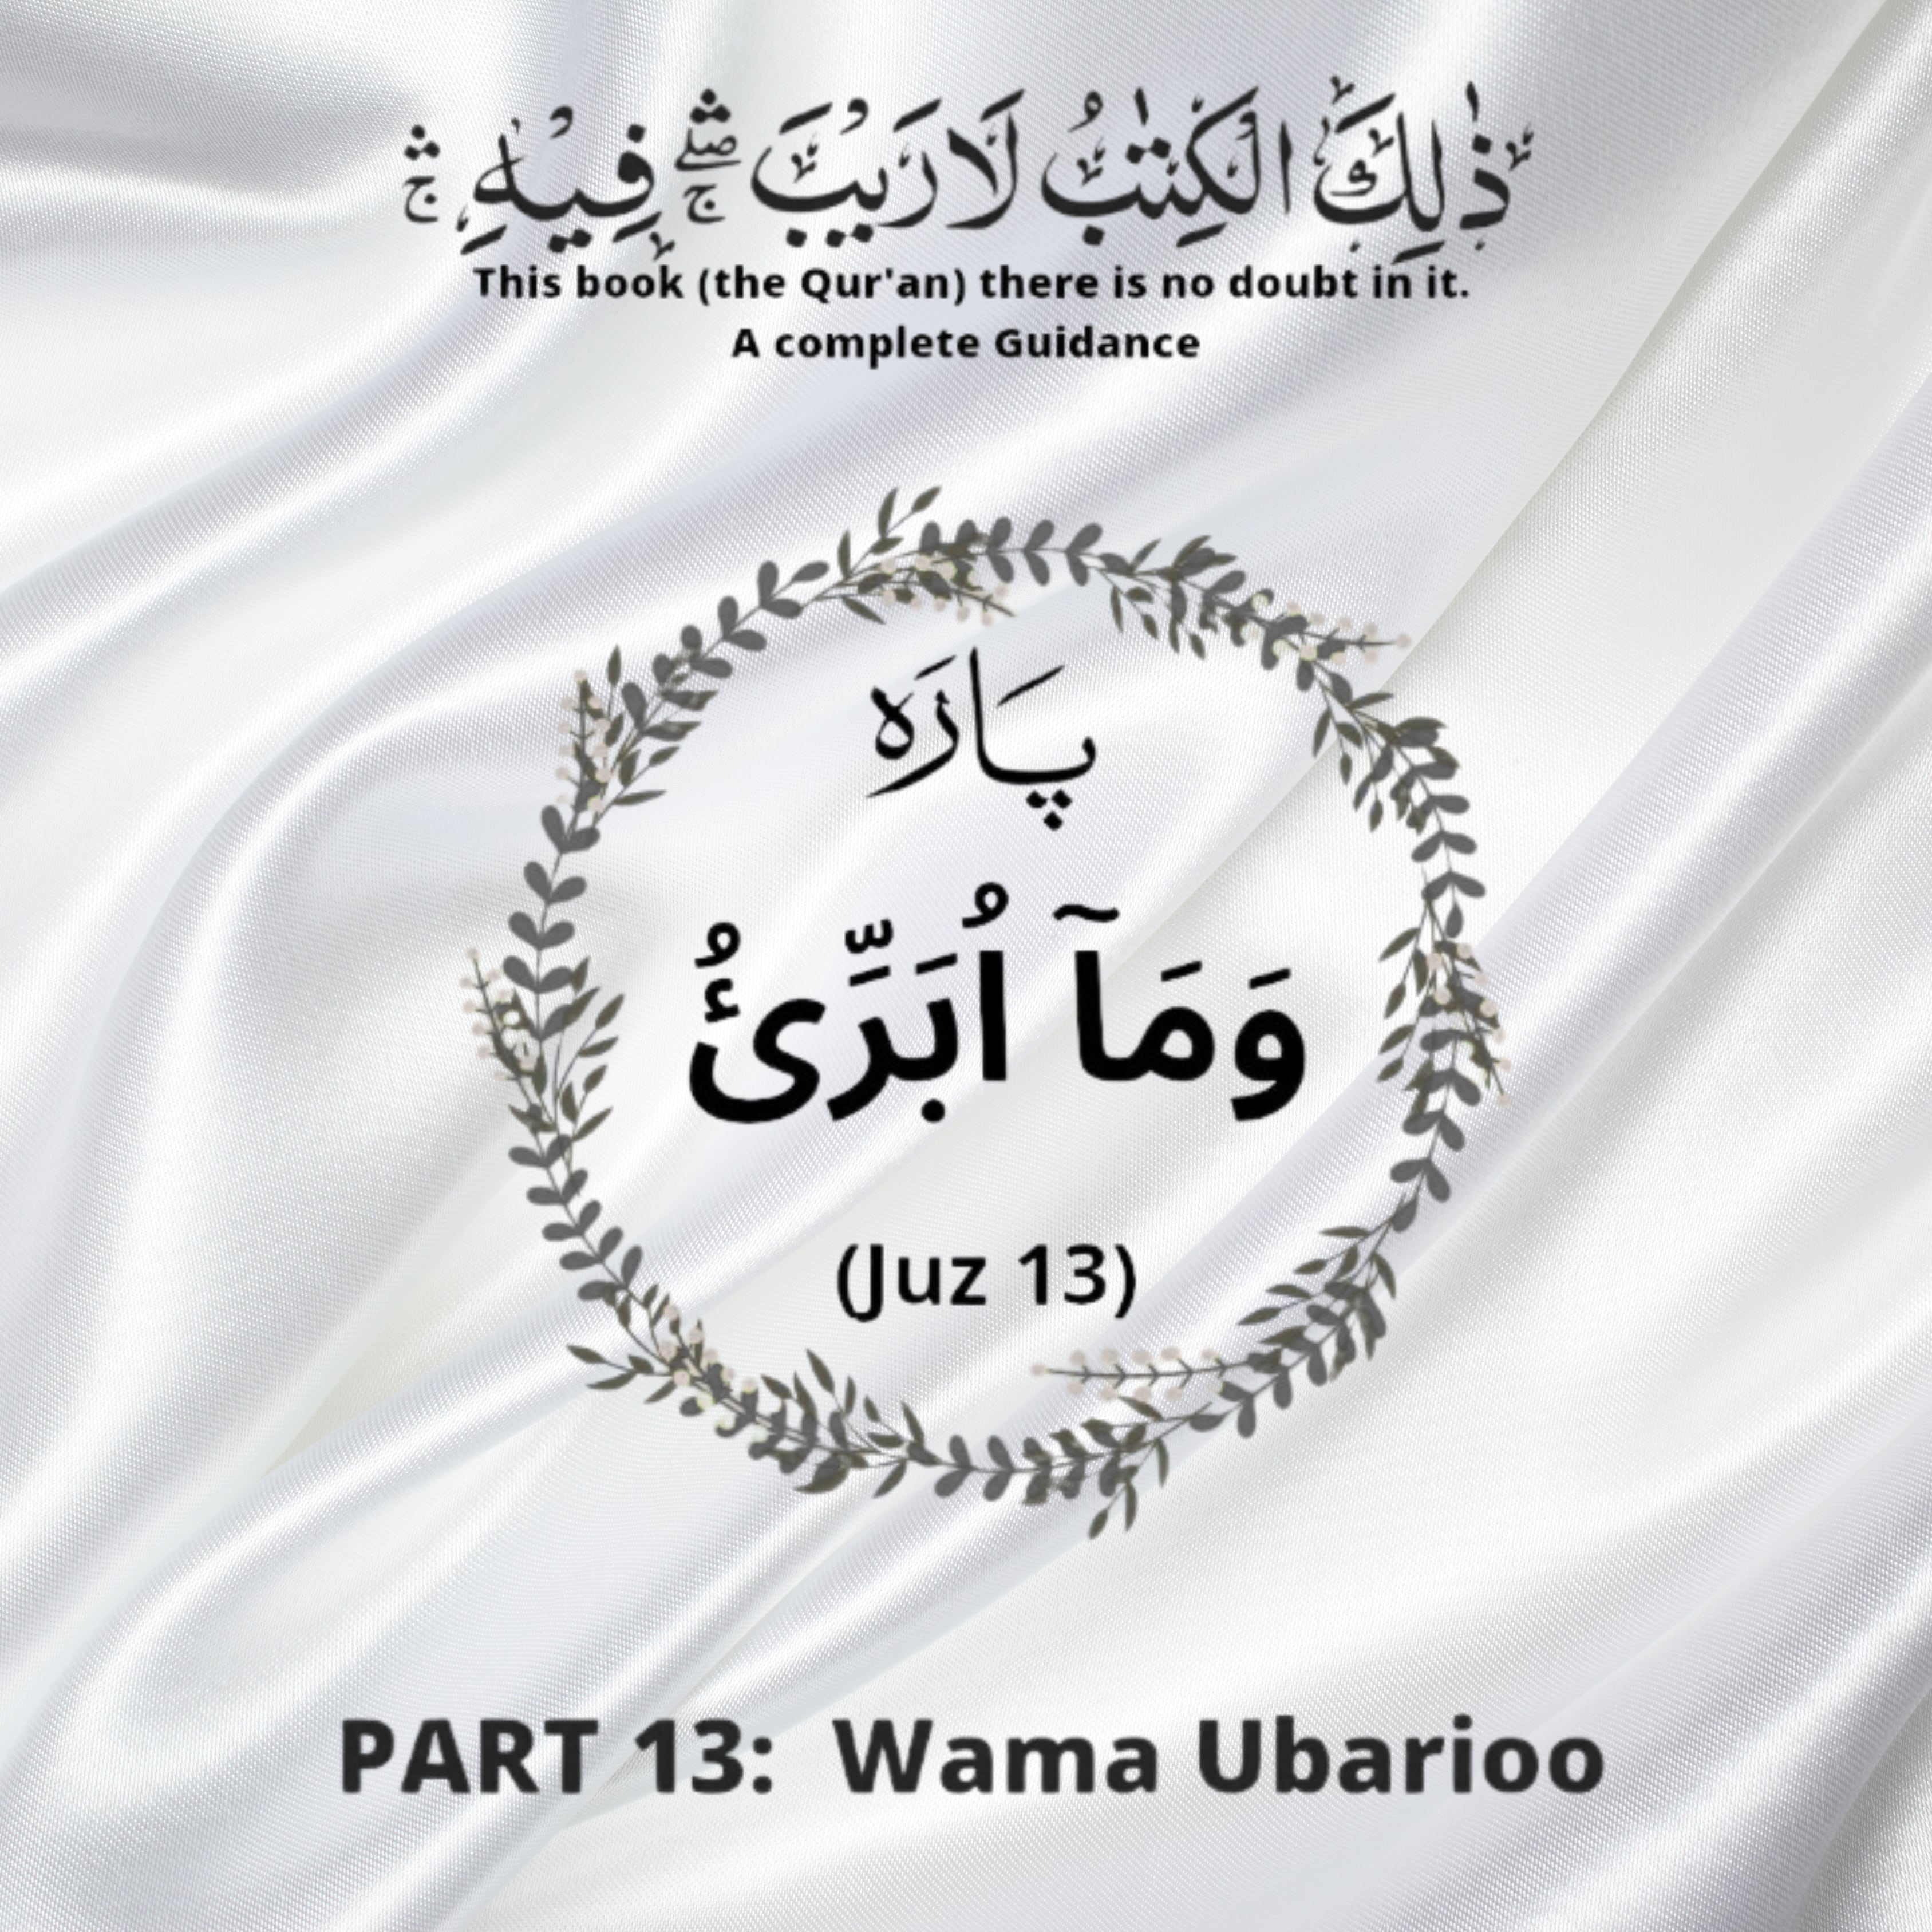 ذٰلِكَ الْكِتٰبُ لَا رَيْبَ ۛۖۚ فِيْهِ ۛۚ
This book (the Qur'an) there is no doubt in it.
A complete Guidance
پَارَہ
وَمَآ اُبَرِّئُ
(Juz 13)
PART 13: Wama Ubarioo